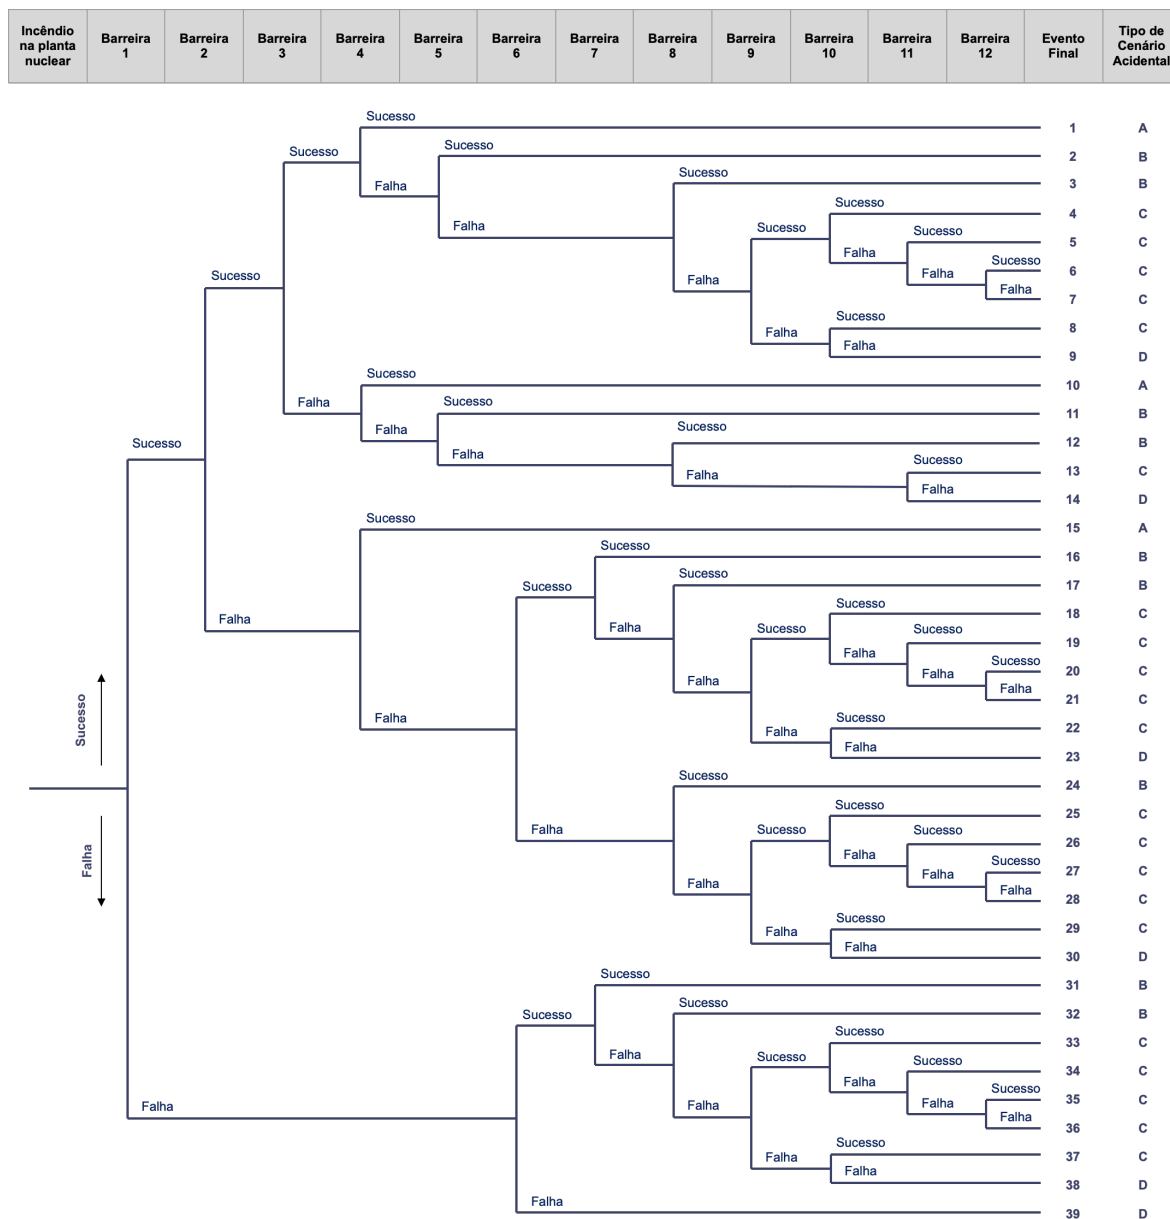 Incêndio na planta nuclear
Barreira 1
Barreira 2
Barreira 3
Barreira 4
Barreira 5
Barreira 6
Barreira 7
Barreira 8
Barreira 9
Barreira 10
Barreira 11
Barreira 12
Evento Final
Tipo de Cenário Acidental
Sucesso 1 A
Sucesso
Sucesso 2 B
Falha
Sucesso 3 B
Sucesso 4 C
Falha Sucesso
Sucesso 5 C
Falha
Sucesso 6 C
Sucesso Falha Falha
Falha 7 C
Sucesso 8 C
Falha
Falha 9 D
Sucesso 10 A
Falha
Sucesso 11 B
Falha
Sucesso 12 B
Sucesso
Falha
Sucesso 13 C
Falha
Falha 14 D
Sucesso 15 A
Sucesso 16 B
Sucesso
Sucesso 17 B
Sucesso 18 C
Falha
Falha Sucesso
Sucesso 19 C
Falha
Sucesso 20 C
Falha Falha
Falha 21 C
Sucesso
Falha
Sucesso 22 C
Falha
Falha 23 D
Sucesso 24 B
Sucesso 25 C
Falha Sucesso
Sucesso 26 C
Falha
Falha
Sucesso 27 C
Falha Falha
Falha 28 C
Sucesso 29 C
Falha
Falha 30 D
Sucesso 31 B
Sucesso
Sucesso 32 B
Sucesso 33 C
Falha Sucesso
Sucesso 34 C
Falha
Sucesso 35 C
Falha Falha Falha
Falha 36 C
Sucesso 37 C
Falha
Falha 38 D
Falha 39 D